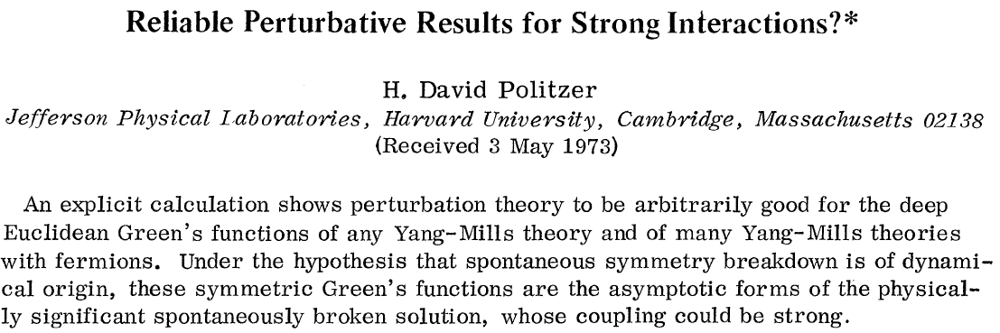 Reliable Perturbative Results for Strong Interactions?*
H. David Politzer
Jefferson Physical Laboratories, Harvard University, Cambridge, Massachusetts 02138
(Received 3 May 1973)
An explicit calculation shows perturbation theory to be arbitrarily good for the deep
Euclidean Green's functions of any Yang-Mills theory and of many Yang-Mills theories
with fermions. Under the hypothesis that spontaneous symmetry breakdown is of dynami-
cal origin, these symmetric Green's functions are the asymptotic forms of the physical-
ly significant spontaneously broken solution, whose coupling could be strong.